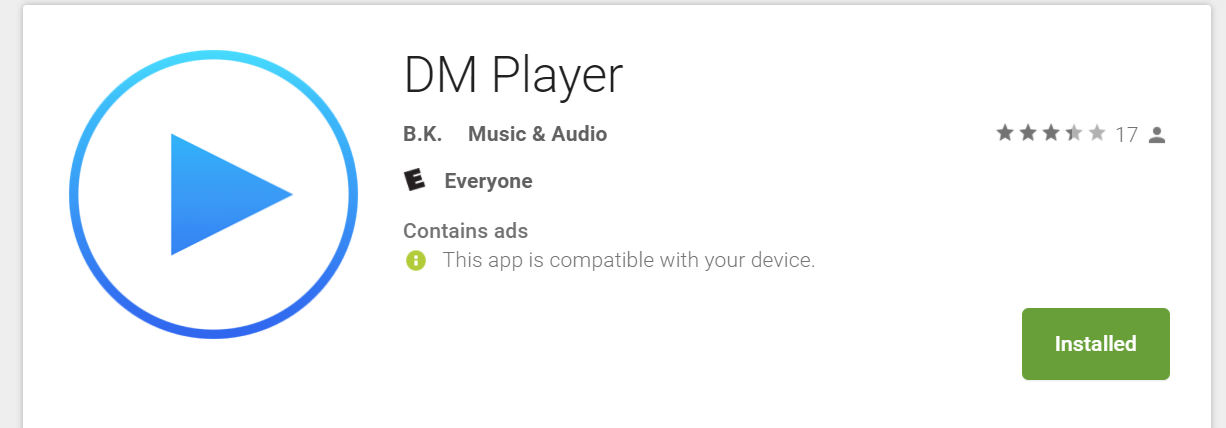 DM Player
B.K. Music & Audio
17
E Everyone
Contains ads
This app is compatible with your device.
Installed